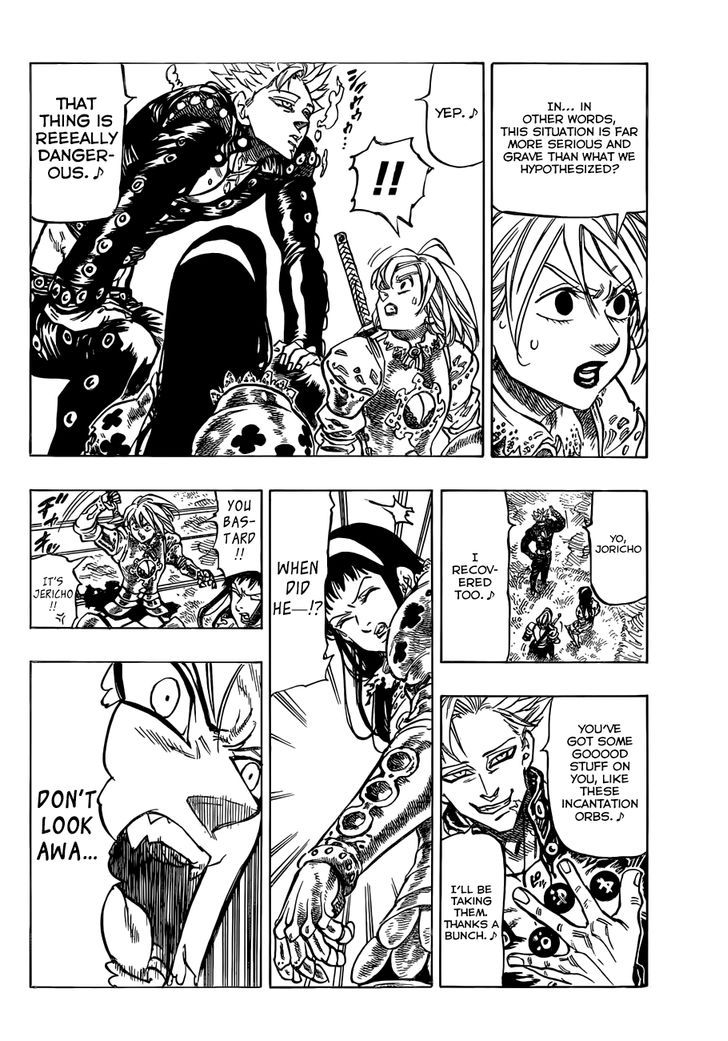 IN... IN
OTHER WORDS,
THIS SITUATION IS FAR
MORE SERIOUS AND
GRAVE THAN WHAT WE
HYPOTHESIZED?
YEP. ♪
!!
THAT
THING IS
REEEALLY
DANGER-
OUS. ♪
YO,
JORICHO
I
RECOV-
ERED
TOO. ♪
YOU'VE
GOT SOME
GOOOOD
STUFF ON
YOU, LIKE
THESE
INCANTATION
ORBS. ♪
I'LL BE
TAKING
THEM.
THANKS A
BUNCH. ♪
WHEN
DID
HE—!?
YOU
BAS-
TARD
!!
IT'S
JERICHO
!!
DON'T
LOOK
AWA...